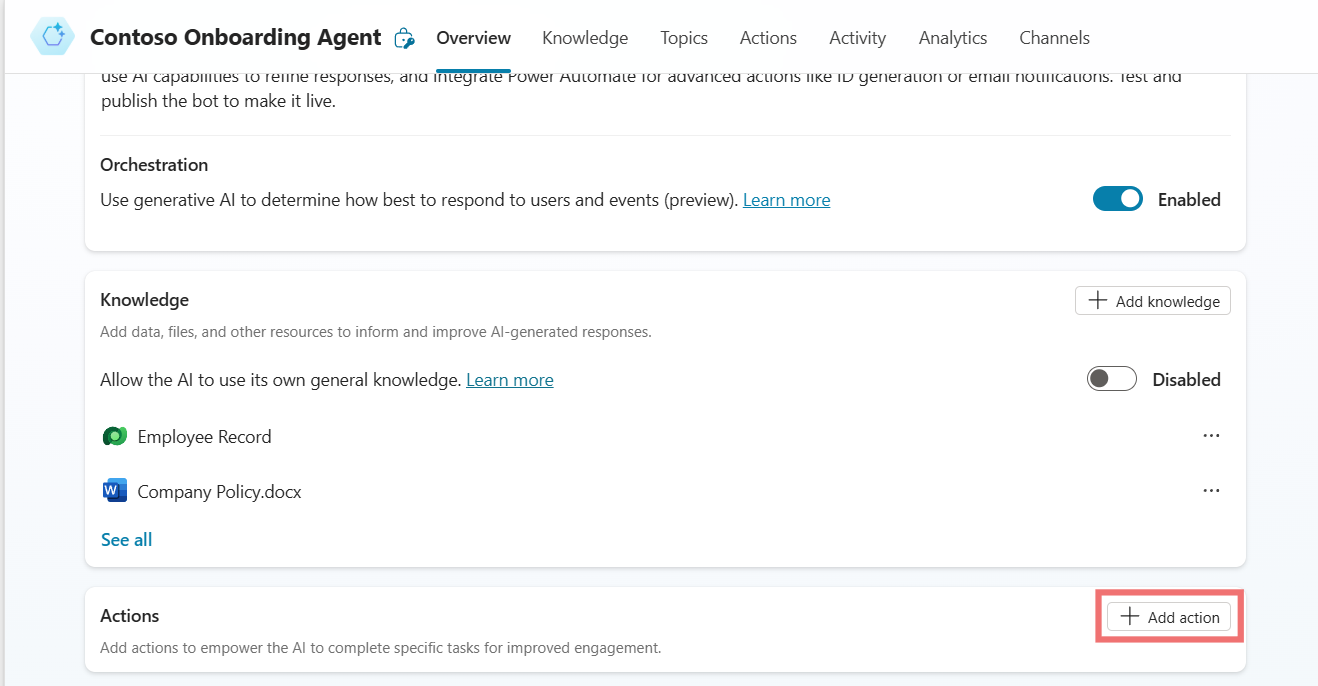 Contoso Onboarding Agent
Overview
Knowledge
Topics
Actions
Activity
Analytics
Channels
use AI capabilities to refine responses, and integrate Power Automate for advanced actions like ID generation or email notifications. Test and
publish the bot to make it live.
Orchestration
Use generative AI to determine how best to respond to users and events (preview). Learn more
Enabled
Knowledge
Add knowledge
Add data, files, and other resources to inform and improve AI-generated responses.
Allow the AI to use its own general knowledge. Learn more
Disabled
Employee Record
Company Policy.docx
See all
Actions
Add action
Add actions to empower the AI to complete specific tasks for improved engagement.